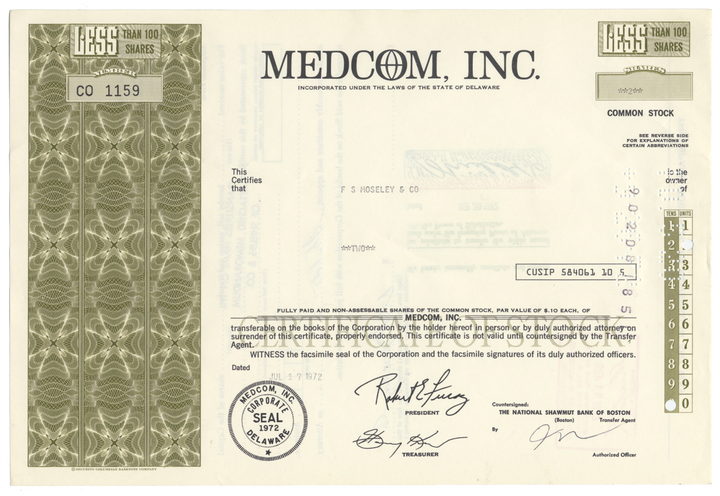 LESS THAN 100 SHARES
LESS THAN 100 SHARES
CO 1159
MEDCOM, INC.
INCORPORATED UNDER THE LAWS OF THE STATE OF DELAWARE
**2**
COMMON STOCK
SEE REVERSE SIDE
FOR EXPLANATIONS OF
CERTAIN ABBREVIATIONS
This
Certifies
that
F S MOSELEY & CO
is the
owner
of
**TWO**
CUSIP 584061 10 5
TENS UNITS
1 1
2
3 3
4 4
5 5
6 6
7 7
8 8
9 9
0
FULLY PAID AND NON-ASSESSABLE SHARES OF THE COMMON STOCK, PAR VALUE OF $.10 EACH, OF
MEDCOM, INC.
CERTIFICATE OF STOCK
transferable on the books of the Corporation by the holder hereof in person or by duly authorized attorney on
surrender of this certificate, properly endorsed. This certificate is not valid until countersigned by the Transfer
Agent.
WITNESS the facsimile seal of the Corporation and the facsimile signatures of its duly authorized officers.
Dated
JUL 1972
MEDCOM, INC.
CORPORATE
SEAL
1972
DELAWARE
PRESIDENT
TREASURER
Countersigned:
THE NATIONAL SHAWMUT BANK OF BOSTON
(Boston) Transfer Agent
By
Authorized Officer